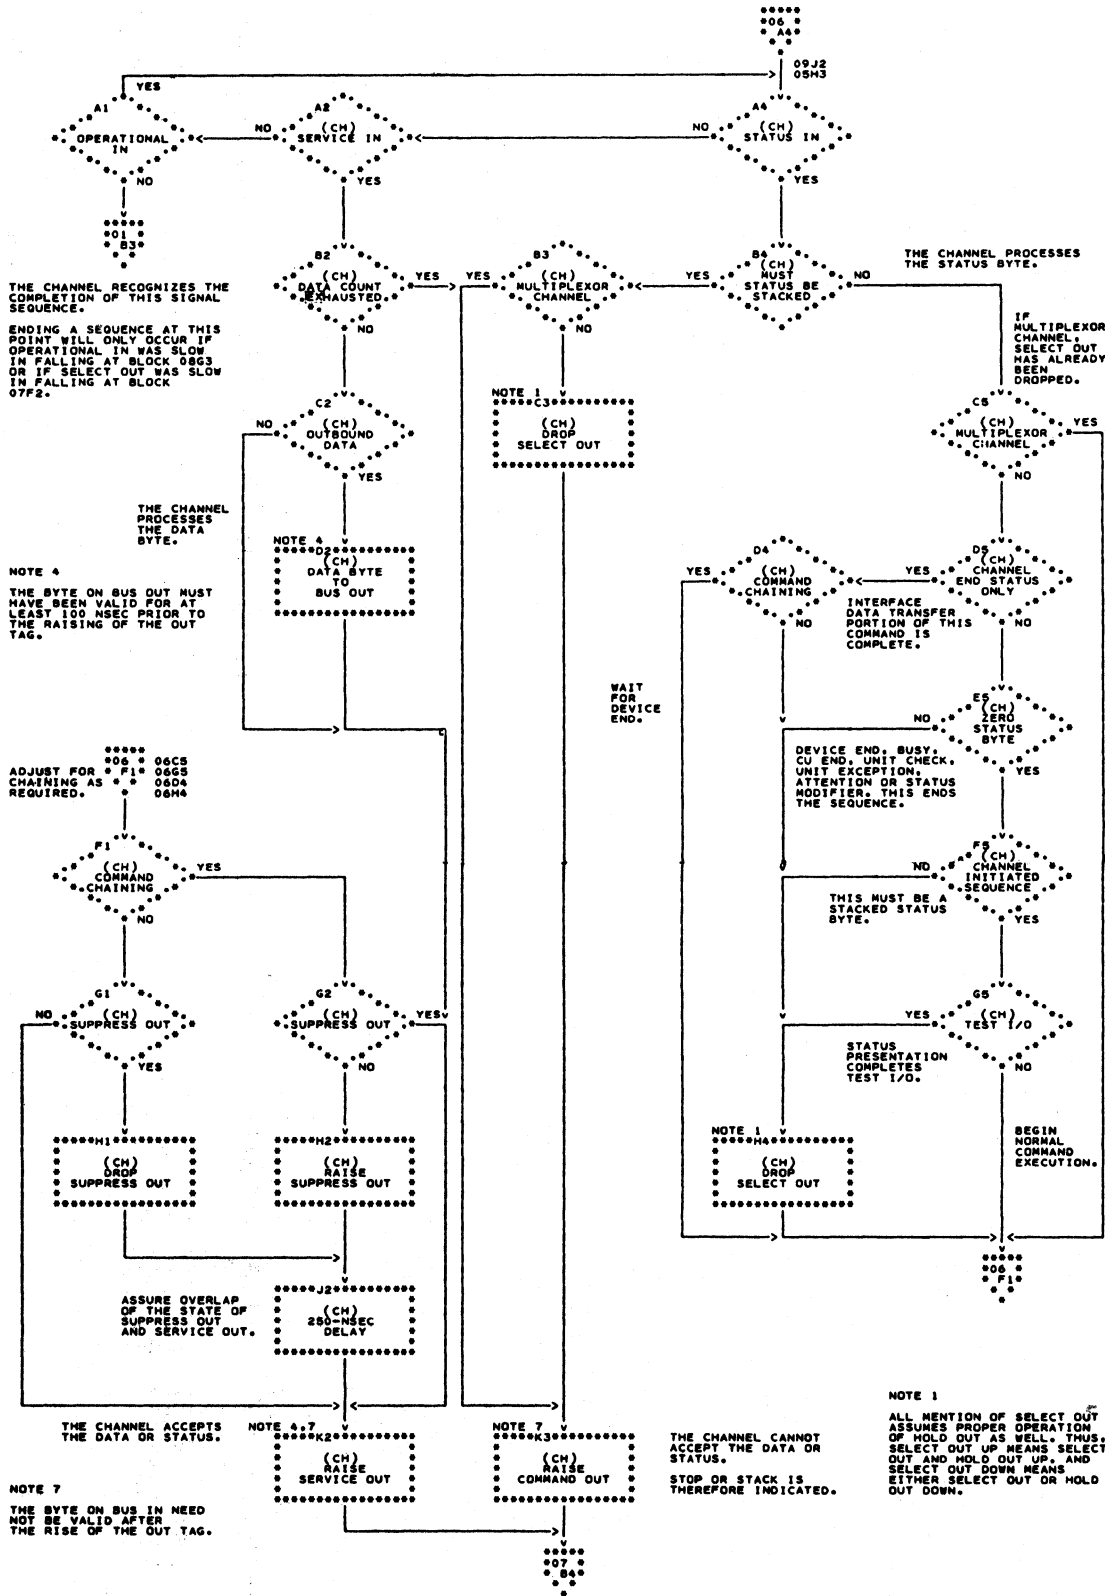 06
A4
09J2
05H3
YES
A1
OPERATIONAL
IN
NO
A2
(CH)
SERVICE IN
NO
A4
(CH)
STATUS IN
NO
YES
YES
01
B3
THE CHANNEL RECOGNIZES THE
COMPLETION OF THIS SIGNAL
SEQUENCE.
ENDING A SEQUENCE AT THIS
POINT WILL ONLY OCCUR IF
OPERATIONAL IN WAS SLOW
IN FALLING AT BLOCK 08G3
OR IF SELECT OUT WAS SLOW
IN FALLING AT BLOCK
07F2.
B2
(CH)
DATA COUNT
EXHAUSTED
YES
NO
YES
B3
(CH)
MULTIPLEXOR
CHANNEL
NO
YES
B4
(CH)
MUST
STATUS BE
STACKED
NO
THE CHANNEL PROCESSES
THE STATUS BYTE.
IF
MULTIPLEXOR
CHANNEL,
SELECT OUT
HAS ALREADY
BEEN
DROPPED.
NO
C2
(CH)
OUTBOUND
DATA
YES
NOTE 1
C3
(CH)
DROP
SELECT OUT
C5
(CH)
MULTIPLEXOR
CHANNEL
YES
NO
THE CHANNEL
PROCESSES
THE DATA
BYTE.
NOTE 4
THE BYTE ON BUS OUT MUST
HAVE BEEN VALID FOR AT
LEAST 100 NSEC PRIOR TO
THE RAISING OF THE OUT
TAG.
NOTE 4
D2
(CH)
DATA BYTE
TO
BUS OUT
YES
D4
(CH)
COMMAND
CHAINING
NO
YES
D5
(CH)
CHANNEL
END STATUS
ONLY
NO
INTERFACE
DATA TRANSFER
PORTION OF THIS
COMMAND IS
COMPLETE.
WAIT
FOR
DEVICE
END.
NO
E5
(CH)
ZERO
STATUS
BYTE
YES
DEVICE END, BUSY,
CU END, UNIT CHECK,
UNIT EXCEPTION,
ATTENTION OR STATUS
MODIFIER. THIS ENDS
THE SEQUENCE.
ADJUST FOR
CHAINING AS
REQUIRED.
06
F1
06C5
06G5
06D4
06H4
F1
(CH)
COMMAND
CHAINING
YES
NO
NO
F5
(CH)
CHANNEL
INITIATED
SEQUENCE
YES
THIS MUST BE A
STACKED STATUS
BYTE.
NO
G1
(CH)
SUPPRESS OUT
YES
G2
(CH)
SUPPRESS OUT
YES
NO
YES
G5
(CH)
TEST I/O
NO
STATUS
PRESENTATION
COMPLETES
TEST I/O.
H1
(CH)
DROP
SUPPRESS OUT
H2
(CH)
RAISE
SUPPRESS OUT
NOTE 1
H4
(CH)
DROP
SELECT OUT
BEGIN
NORMAL
COMMAND
EXECUTION.
06
F1
ASSURE OVERLAP
OF THE STATE OF
SUPPRESS OUT
AND SERVICE OUT.
J2
(CH)
250-NSEC
DELAY
THE CHANNEL ACCEPTS
THE DATA OR STATUS.
NOTE 4,7
K2
(CH)
RAISE
SERVICE OUT
NOTE 7
K3
(CH)
RAISE
COMMAND OUT
THE CHANNEL CANNOT
ACCEPT THE DATA OR
STATUS.
STOP OR STACK IS
THEREFORE INDICATED.
NOTE 1
ALL MENTION OF SELECT OUT
ASSUMES PROPER OPERATION
OF HOLD OUT AS WELL. THUS,
SELECT OUT UP MEANS SELECT
OUT AND HOLD OUT UP. AND
SELECT OUT DOWN MEANS
EITHER SELECT OUT OR HOLD
OUT DOWN.
NOTE 7
THE BYTE ON BUS IN NEED
NOT BE VALID AFTER
THE RISE OF THE OUT TAG.
07
B4